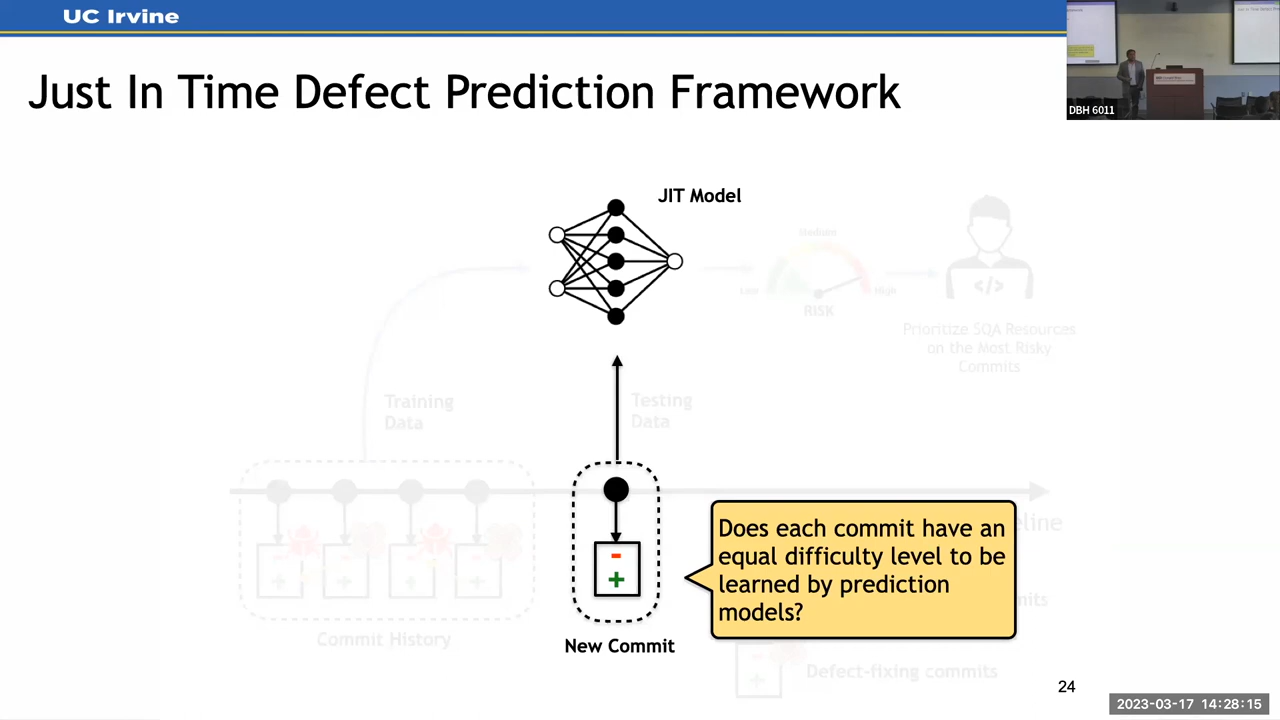 UC Irvine
Just In Time Defect Prediction Framework
DBH 6011
JIT Model
Medium
Low
High
RISK
</>
Prioritize SQA Resources
on the Most Risky
Commits
Training
Data
Testing
Data
Does each commit have an
equal difficulty level to be
learned by prediction
models?
-
+
Commit History
New Commit
Defect-fixing commits
24
2023-03-17 14:28:15